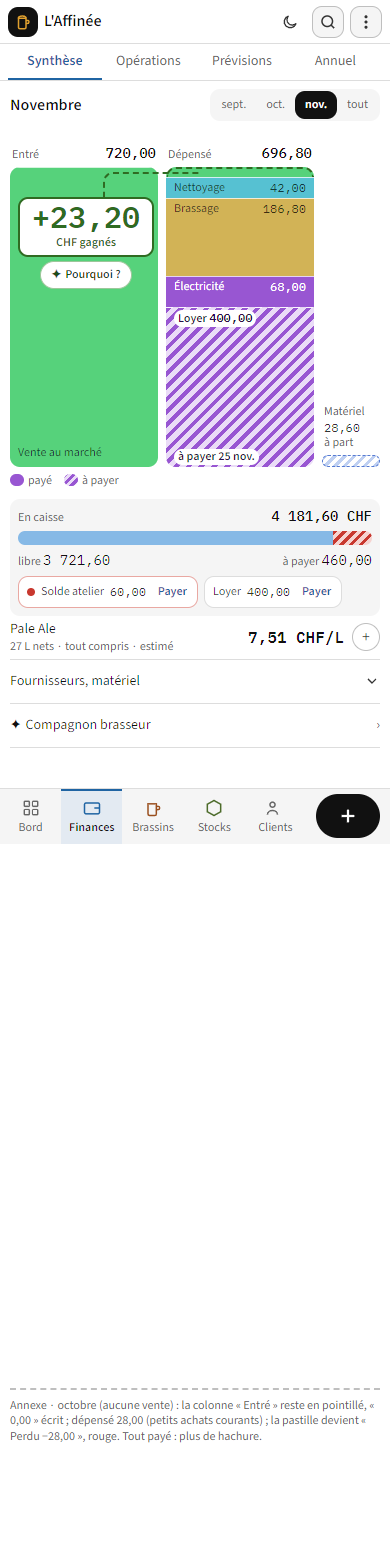 L'Affinée
Synthèse Opérations Prévisions Annuel
Novembre sept. oct. nov. tout
Entré 720,00 Dépensé 696,80
Nettoyage 42,00
Brassage 186,80
+23,20
CHF gagnés
✦ Pourquoi ?
Électricité 68,00
Loyer 400,00
Matériel
28,60
à part
Vente au marché
à payer 25 nov.
payé à payer
En caisse 4 181,60 CHF
libre 3 721,60 à payer 460,00
Solde atelier 60,00 Payer Loyer 400,00 Payer
Pale Ale
27 L nets · tout compris · estimé
7,51 CHF/L +
Fournisseurs, matériel
✦ Compagnon brasseur ›
Bord Finances Brassins Stocks Clients +
Annexe · octobre (aucune vente) : la colonne « Entré » reste en pointillé, «
0,00 » écrit ; dépensé 28,00 (petits achats courants) ; la pastille devient «
Perdu −28,00 », rouge. Tout payé : plus de hachure.